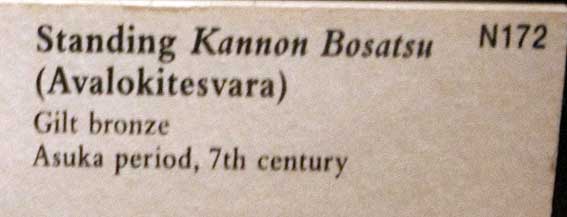 Standing Kannon Bosatsu N172
(Avalokitesvara)
Gilt bronze
Asuka period, 7th century